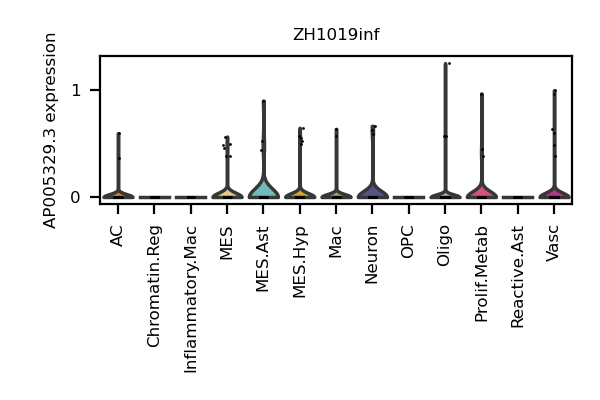 ZH1019inf
AP005329.3 expression
1
0
AC
Chromatin.Reg
Inflammatory.Mac
MES
MES.Ast
MES.Hyp
Mac
Neuron
OPC
Oligo
Prolif.Metab
Reactive.Ast
Vasc